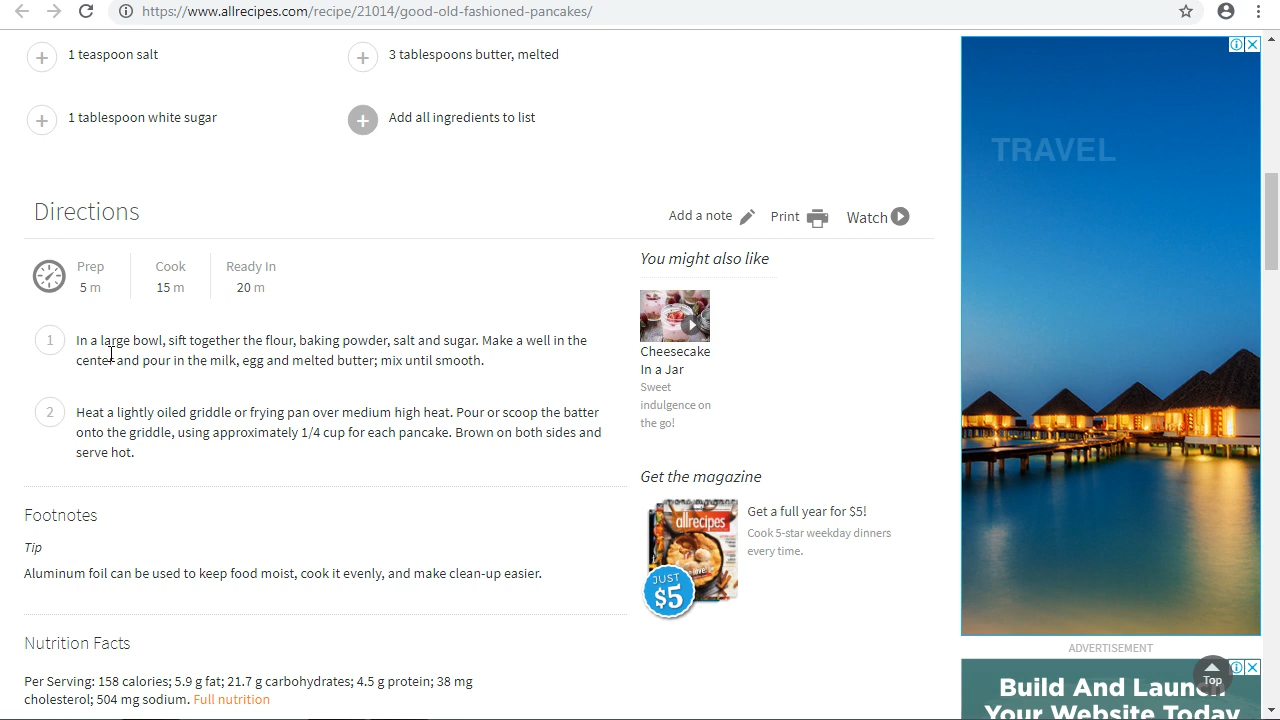 https://www.allrecipes.com/recipe/21014/good-old-fashioned-pancakes/
1 teaspoon salt
3 tablespoons butter, melted
1 tablespoon white sugar
Add all ingredients to list
Directions
Add a note
Print
Watch
Prep
5 m
Cook
15 m
Ready In
20 m
1
In a large bowl, sift together the flour, baking powder, salt and sugar. Make a well in the
center and pour in the milk, egg and melted butter; mix until smooth.
2
Heat a lightly oiled griddle or frying pan over medium high heat. Pour or scoop the batter
onto the griddle, using approximately 1/4 cup for each pancake. Brown on both sides and
serve hot.
Footnotes
Tip
Aluminum foil can be used to keep food moist, cook it evenly, and make clean-up easier.
Nutrition Facts
Per Serving: 158 calories; 5.9 g fat; 21.7 g carbohydrates; 4.5 g protein; 38 mg
cholesterol; 504 mg sodium. Full nutrition
You might also like
Cheesecake
In a Jar
Sweet
indulgence on
the go!
Get the magazine
allrecipes
JUST
$5
Get a full year for $5!
Cook 5-star weekday dinners
every time.
TRAVEL
ADVERTISEMENT
Top
Build And Launch
Your Website Today